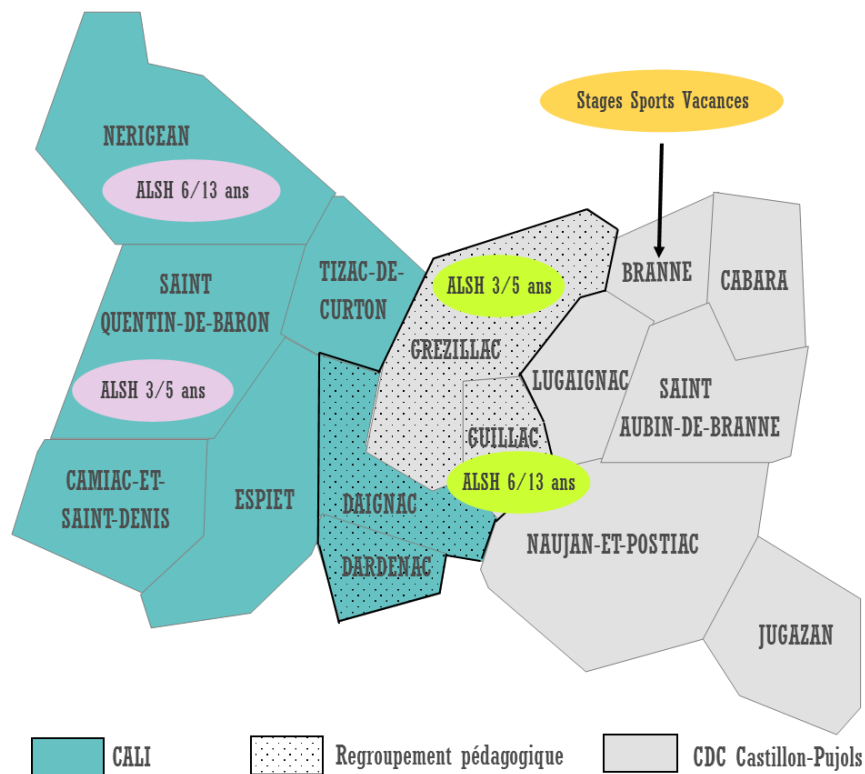 Stages Sports Vacances
NERIGEAN
ALSH 6/13 ans
SAINT
QUENTIN-DE-BARON
ALSH 3/5 ans
TIZAC-DE-
CURTON
ALSH 3/5 ans
GREZILLAC
BRANNE
CABARA
LUGAIGNAC
SAINT
AUBIN-DE-BRANNE
GUILLAC
ALSH 6/13 ans
CAMIAC-ET-
SAINT-DENIS
ESPIET
DAIGNAC
DARDENAC
NAUJAN-ET-POSTIAC
JUGAZAN
CALI
Regroupement pédagogique
CDC Castillon-Pujols